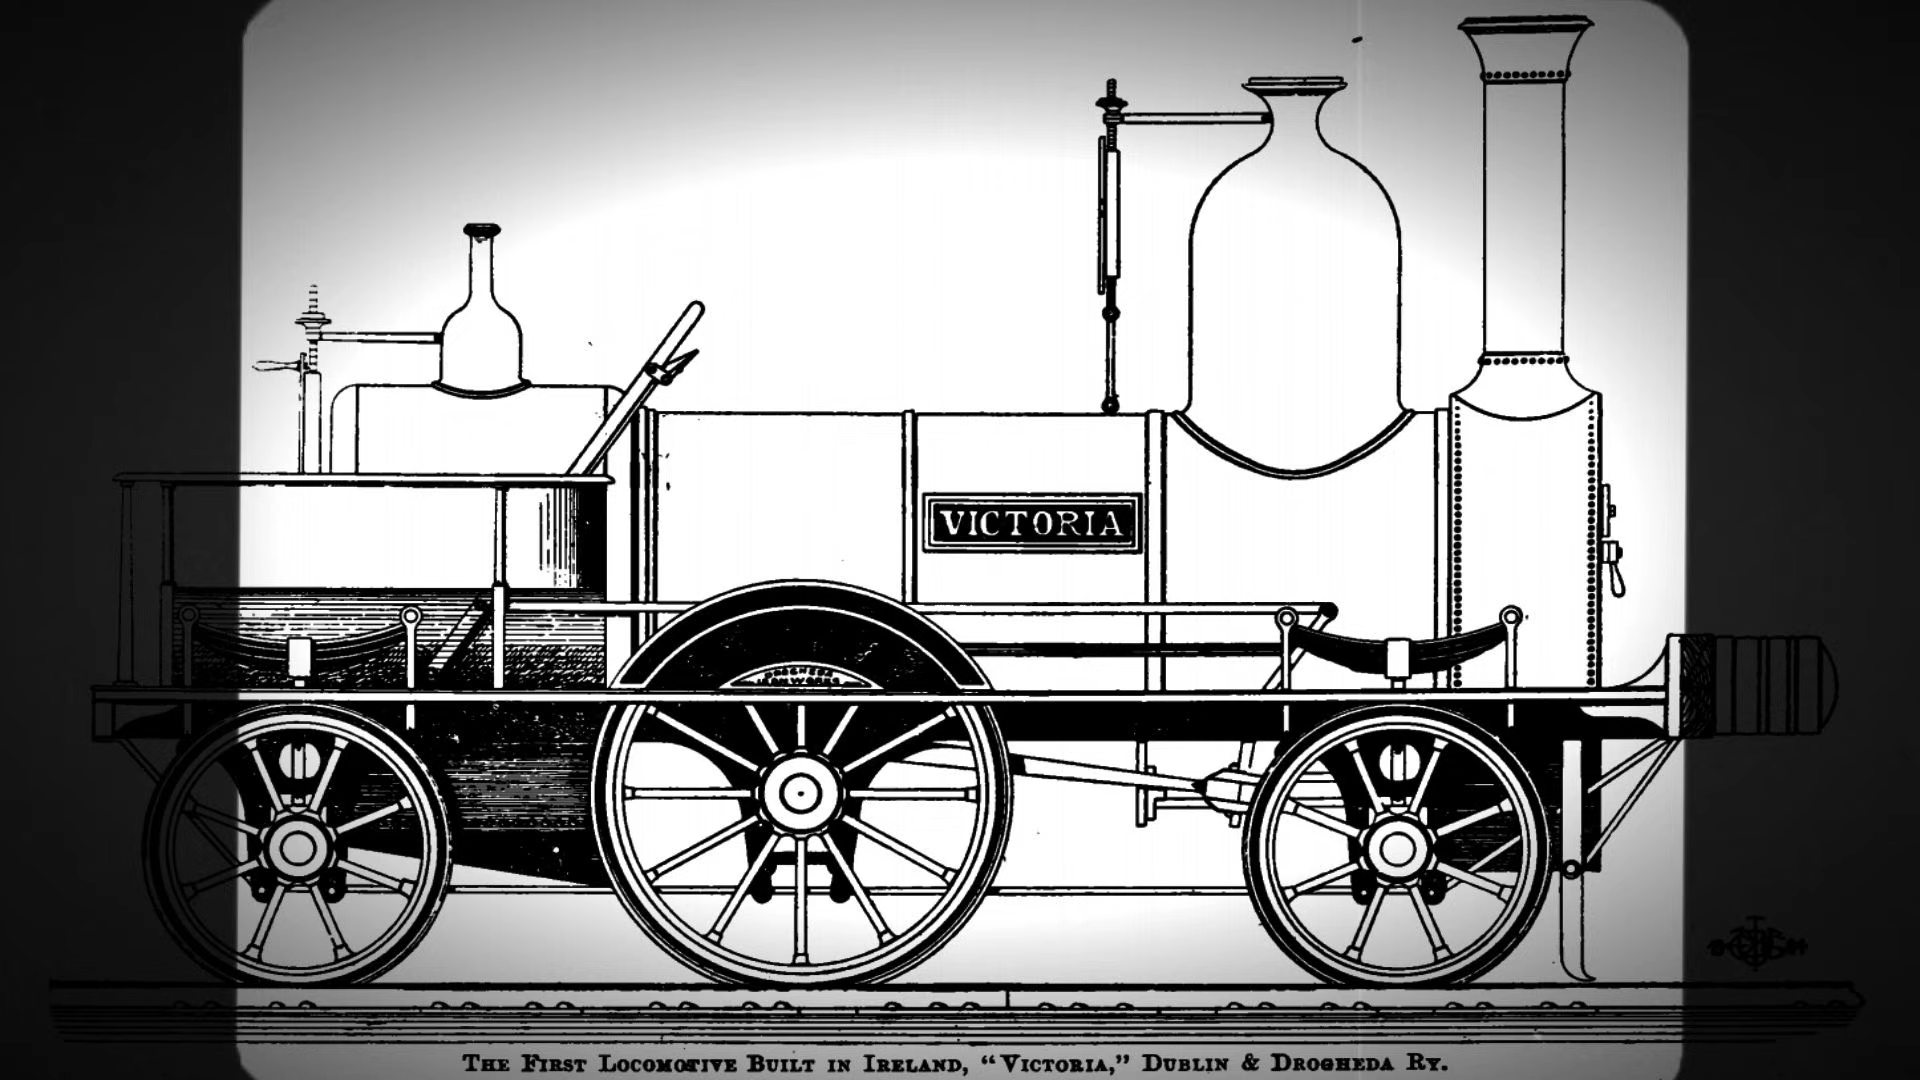 VICTORIA
THE FIRST LOCOMOTIVE BUILT IN IRELAND, “VICTORIA,” DUBLIN & DROGHEDA RY.